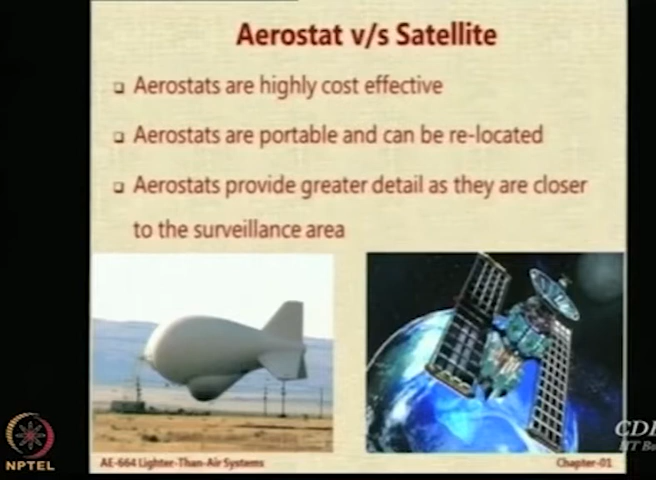 Aerostat v/s Satellite
Aerostats are highly cost effective
Aerostats are portable and can be re-located
Aerostats provide greater detail as they are closer
to the surveillance area
NPTEL
AE-664 Lighter-Than-Air Systems
Chapter-01